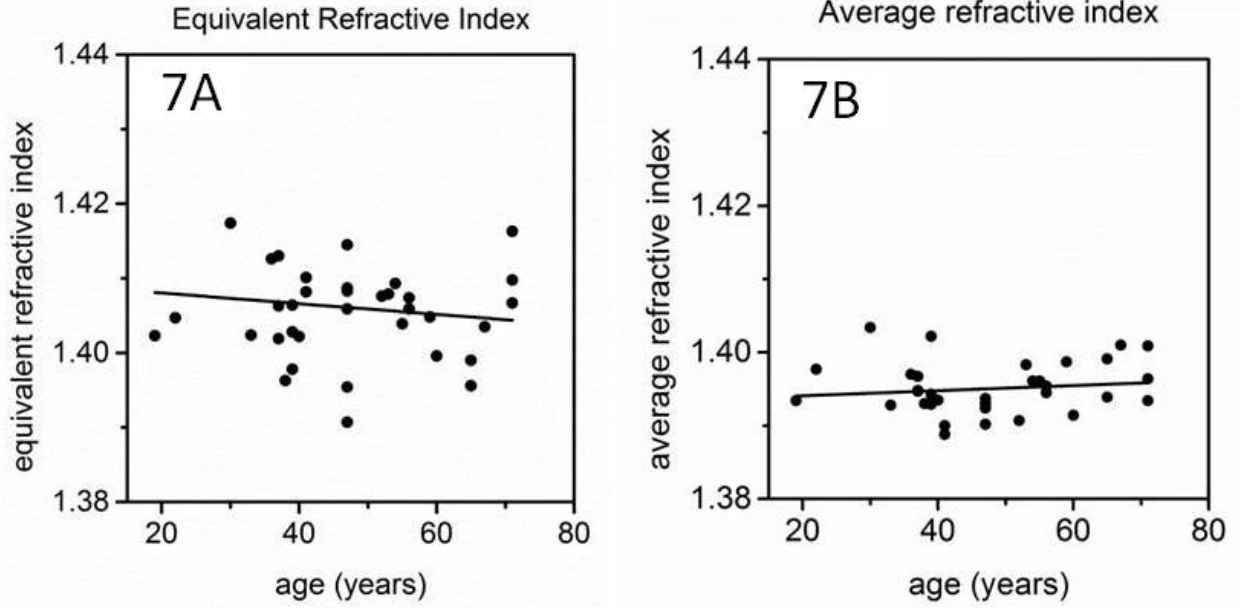 Equivalent Refractive Index
7A
equivalent refractive index
1.44
1.42
1.40
1.38
20 40 60 80
age (years)
Average refractive index
7B
average refractive index
1.44
1.42
1.40
1.38
20 40 60 80
age (years)